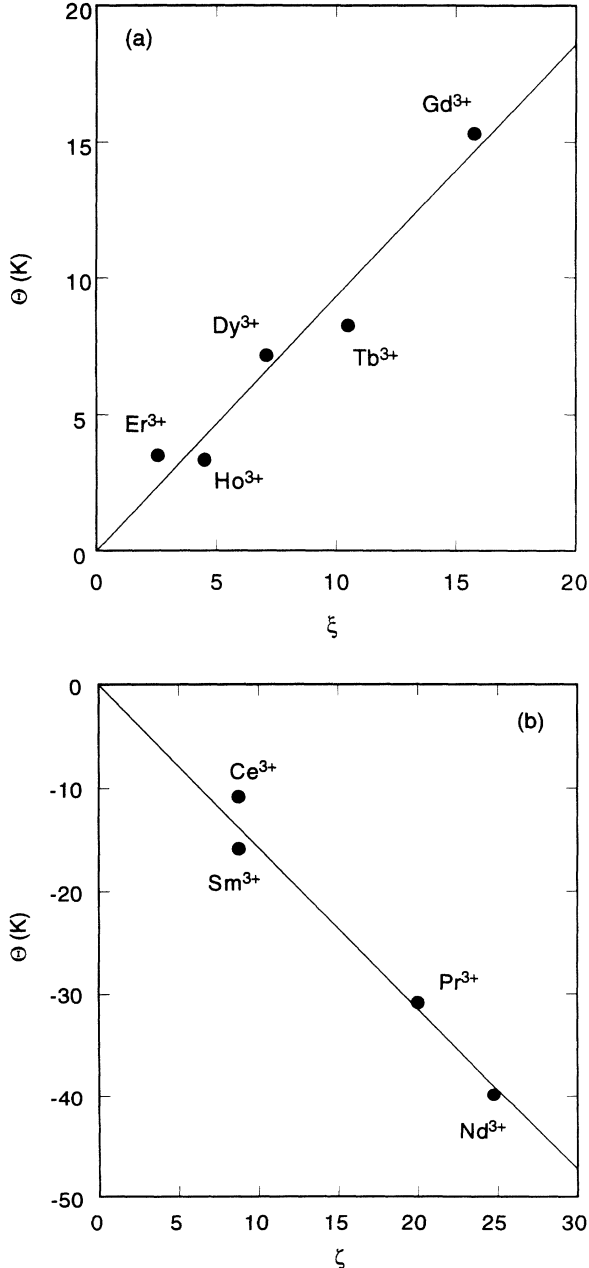 20
(a)
Gd³⁺
15
Θ (K)
10
Dy³⁺
Tb³⁺
5
Er³⁺
Ho³⁺
0
0 5 10 15 20
ξ
0
(b)
Ce³⁺
-10
Sm³⁺
-20
Θ (K)
Pr³⁺
-30
-40
Nd³⁺
-50
0 5 10 15 20 25 30
ζ